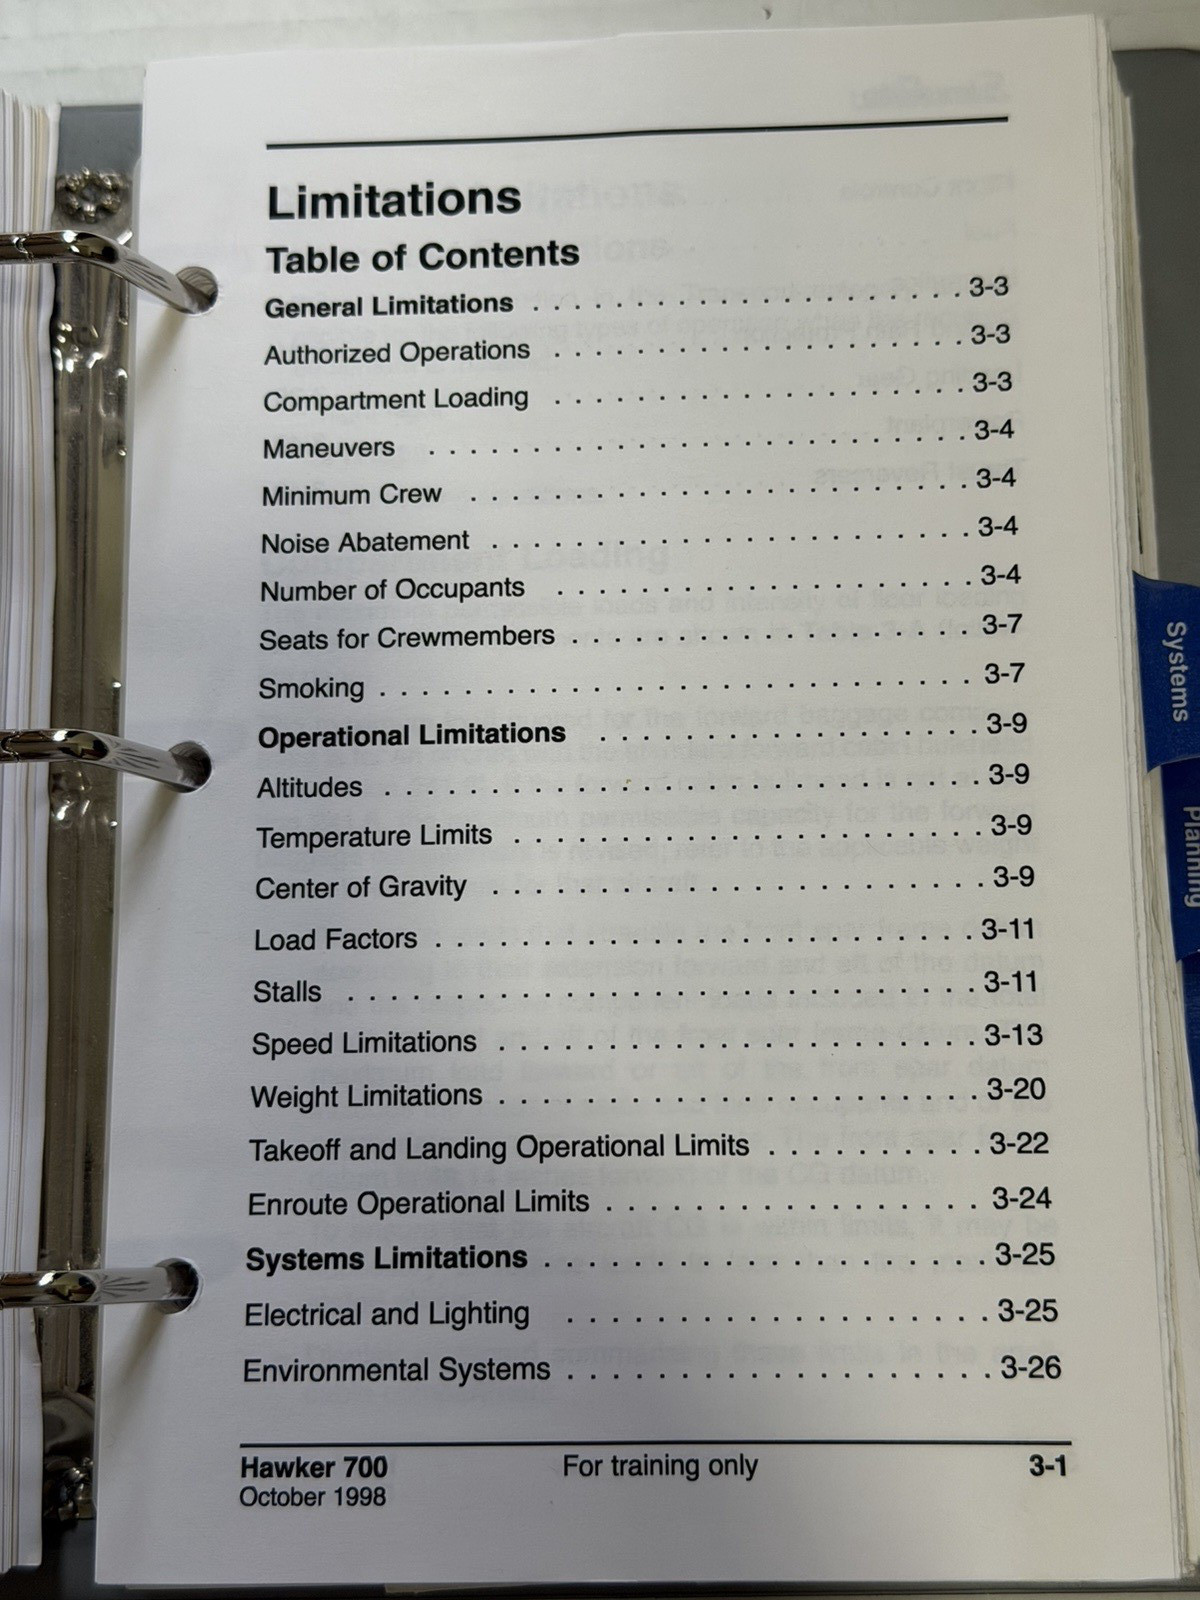 Limitations
Table of Contents
General Limitations . . . . . . . . . . . . . . . . . . . . . 3-3
Authorized Operations . . . . . . . . . . . . . . . . . . . . 3-3
Compartment Loading . . . . . . . . . . . . . . . . . . . . 3-3
Maneuvers . . . . . . . . . . . . . . . . . . . . . . . . . . 3-4
Minimum Crew . . . . . . . . . . . . . . . . . . . . . . . . 3-4
Noise Abatement . . . . . . . . . . . . . . . . . . . . . . . 3-4
Number of Occupants . . . . . . . . . . . . . . . . . . . . 3-4
Seats for Crewmembers . . . . . . . . . . . . . . . . . . . 3-7
Smoking . . . . . . . . . . . . . . . . . . . . . . . . . . . . 3-7
Operational Limitations . . . . . . . . . . . . . . . . . . 3-9
Altitudes . . . . . . . . . . . . . . . . . . . . . . . . . . . . 3-9
Temperature Limits . . . . . . . . . . . . . . . . . . . . . . 3-9
Center of Gravity . . . . . . . . . . . . . . . . . . . . . . . 3-9
Load Factors . . . . . . . . . . . . . . . . . . . . . . . . . . 3-11
Stalls . . . . . . . . . . . . . . . . . . . . . . . . . . . . . . 3-11
Speed Limitations . . . . . . . . . . . . . . . . . . . . . . . 3-13
Weight Limitations . . . . . . . . . . . . . . . . . . . . . . . 3-20
Takeoff and Landing Operational Limits . . . . . . . . . . 3-22
Enroute Operational Limits . . . . . . . . . . . . . . . . . . 3-24
Systems Limitations . . . . . . . . . . . . . . . . . . . . . 3-25
Electrical and Lighting . . . . . . . . . . . . . . . . . . . . 3-25
Environmental Systems . . . . . . . . . . . . . . . . . . . . 3-26
Hawker 700 For training only 3-1
October 1998
Systems
Planning